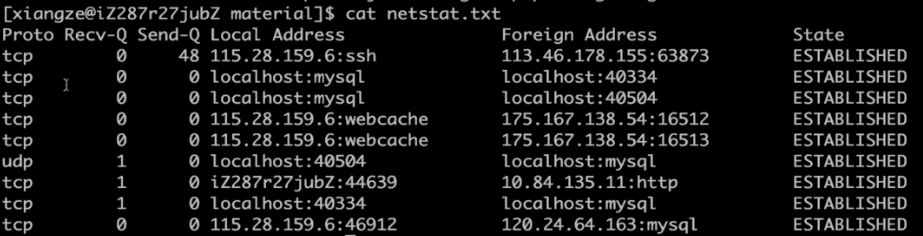 [xiangze@iZ287r27jubZ material]$ cat netstat.txt
Proto Recv-Q Send-Q Local Address Foreign Address State
tcp 0 48 115.28.159.6:ssh 113.46.178.155:63873 ESTABLISHED
tcp 0 0 localhost:mysql localhost:40334 ESTABLISHED
tcp 0 0 localhost:mysql localhost:40504 ESTABLISHED
tcp 0 0 115.28.159.6:webcache 175.167.138.54:16512 ESTABLISHED
tcp 0 0 115.28.159.6:webcache 175.167.138.54:16513 ESTABLISHED
udp 1 0 localhost:40504 localhost:mysql ESTABLISHED
tcp 1 0 iZ287r27jubZ:44639 10.84.135.11:http ESTABLISHED
tcp 1 0 localhost:40334 localhost:mysql ESTABLISHED
tcp 0 0 115.28.159.6:46912 120.24.64.163:mysql ESTABLISHED